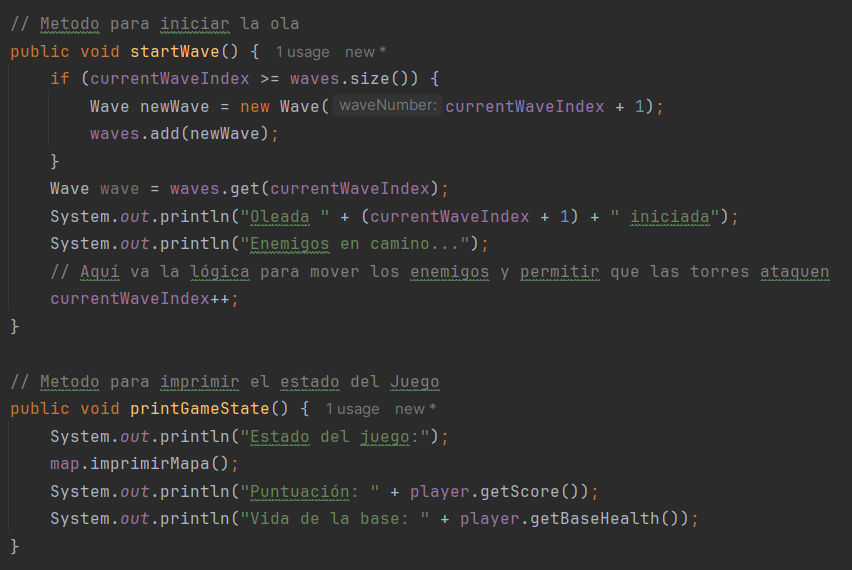 // Metodo para iniciar la ola
public void startWave() { 1 usage new *
    if (currentWaveIndex >= waves.size()) {
        Wave newWave = new Wave( waveNumber: currentWaveIndex + 1);
        waves.add(newWave);
    }
    Wave wave = waves.get(currentWaveIndex);
    System.out.println("Oleada " + (currentWaveIndex + 1) + " iniciada");
    System.out.println("Enemigos en camino...");
    // Aquí va la lógica para mover los enemigos y permitir que las torres ataquen
    currentWaveIndex++;
}
// Metodo para imprimir el estado del Juego
public void printGameState() { 1 usage new *
    System.out.println("Estado del juego:");
    map.imprimirMapa();
    System.out.println("Puntuación: " + player.getScore());
    System.out.println("Vida de la base: " + player.getBaseHealth());
}